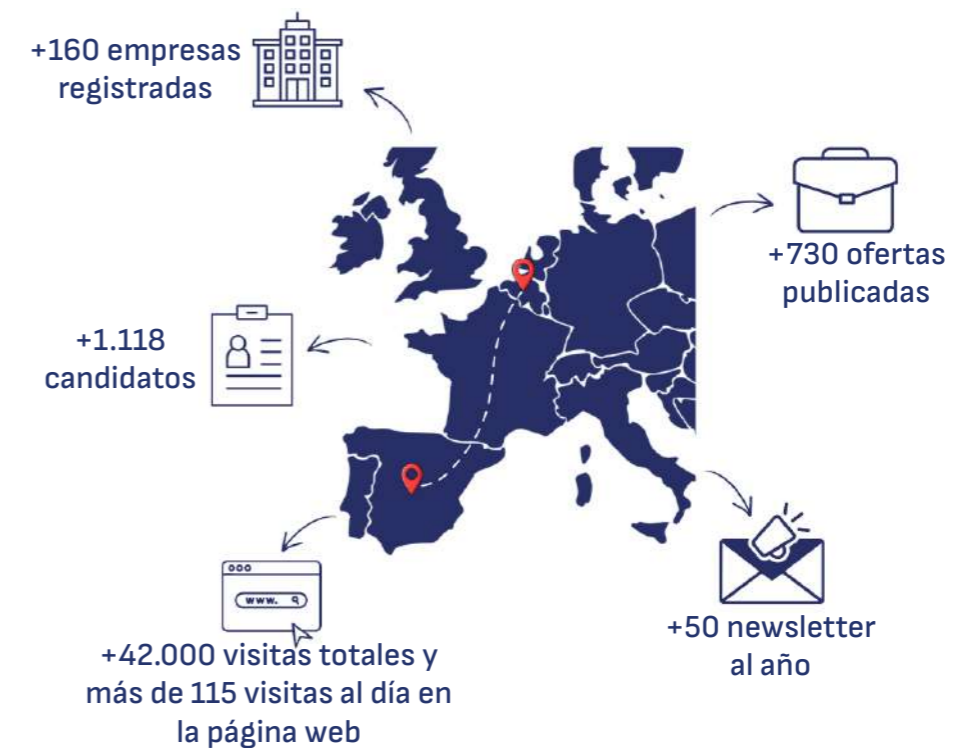 +160 empresas
registradas
+730 ofertas
publicadas
+1.118
candidatos
www.
+42.000 visitas totales y
más de 115 visitas al día en
la página web
+50 newsletter
al año